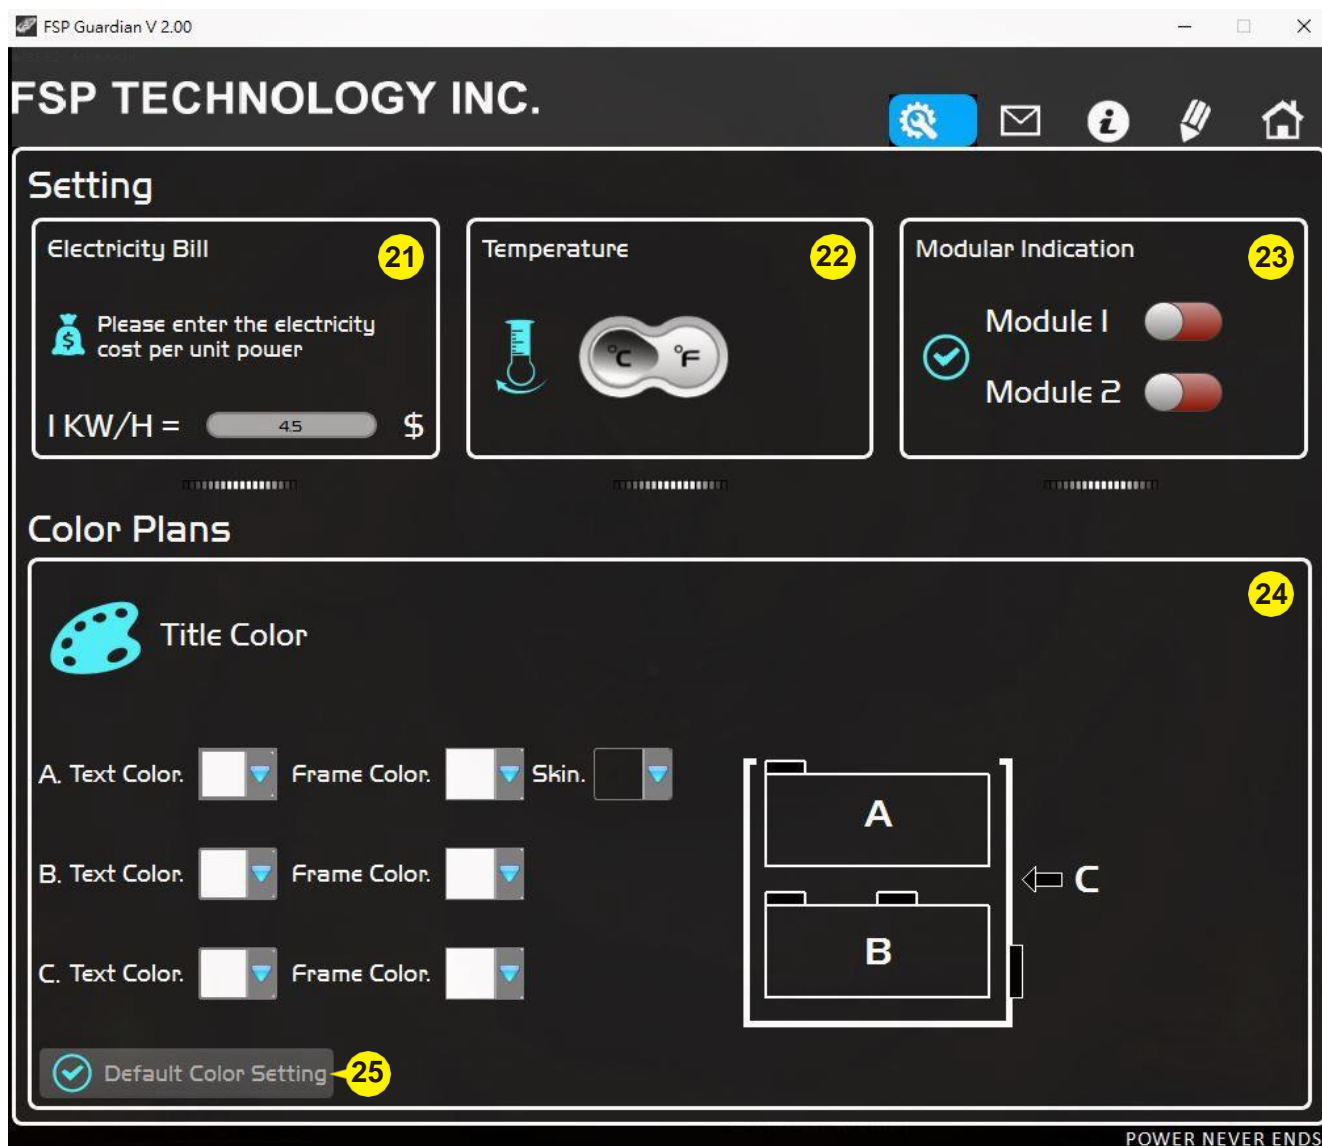 FSP Guardian V 2.00
FSP TECHNOLOGY INC.
Setting
Electricity Bill
21
Please enter the electricity
cost per unit power
1 KW/H = 4.5 $
Temperature
22
°C °F
Modular Indication
23
Module 1
Module 2
Color Plans
24
Title Color
A. Text Color. Frame Color. Skin.
B. Text Color. Frame Color.
C. Text Color. Frame Color.
A
B
C
Default Color Setting
25
POWER NEVER ENDS